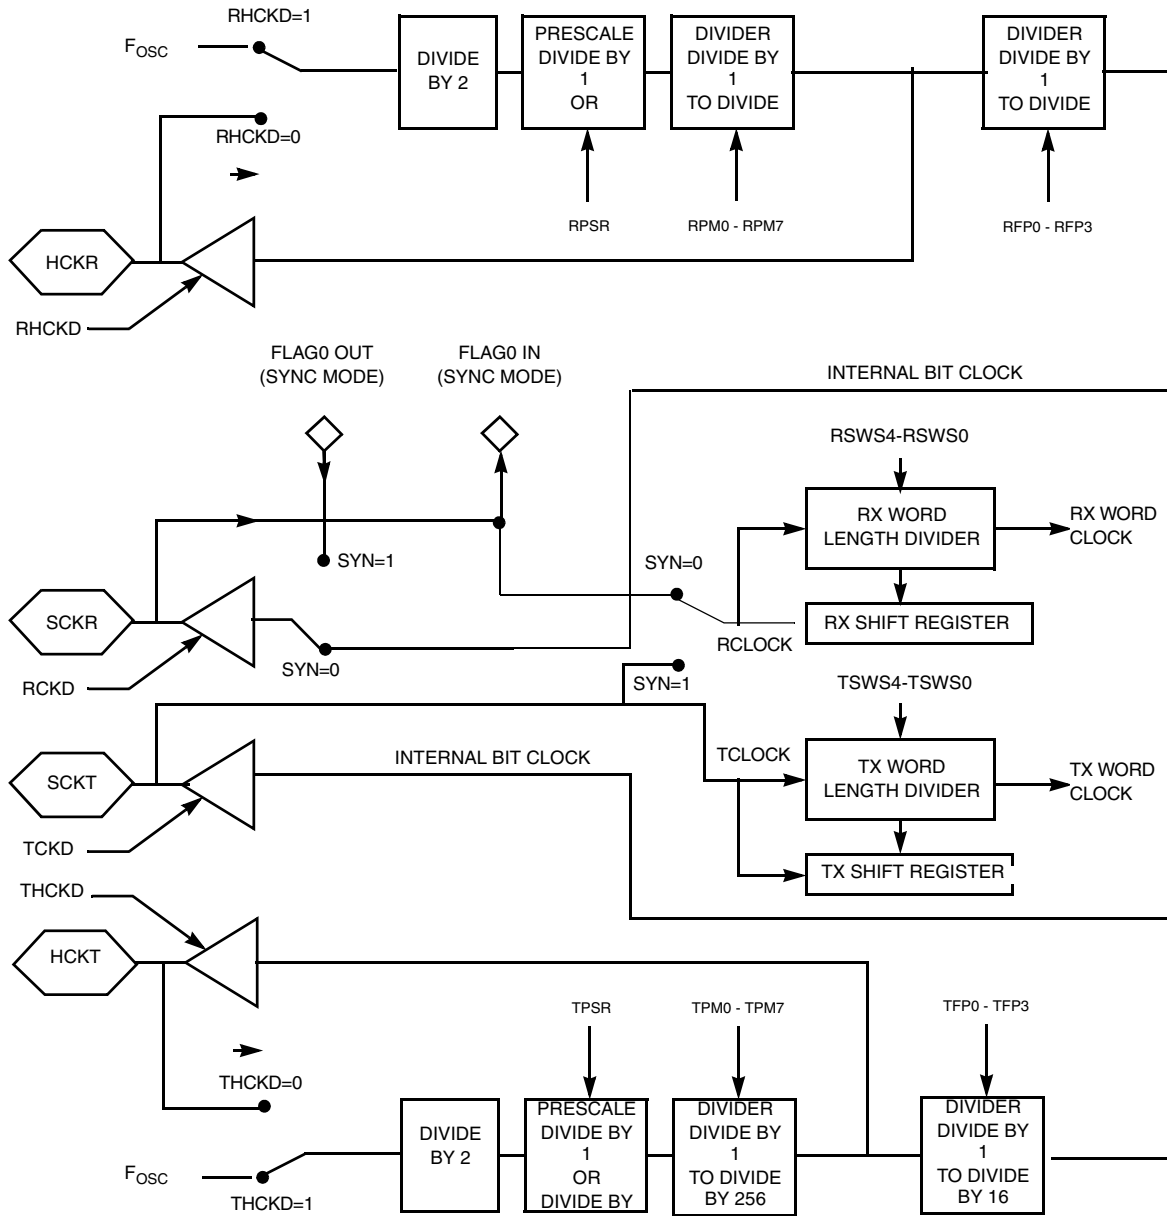 RHCKD=1
FOSC
DIVIDE
BY 2
PRESCALE
DIVIDE BY
1
OR
DIVIDER
DIVIDE BY
1
TO DIVIDE
DIVIDER
DIVIDE BY
1
TO DIVIDE
RHCKD=0
RPSR
RPM0 - RPM7
RFP0 - RFP3
HCKR
RHCKD
FLAG0 OUT
(SYNC MODE)
FLAG0 IN
(SYNC MODE)
INTERNAL BIT CLOCK
RSWS4-RSWS0
RX WORD
LENGTH DIVIDER
RX WORD
CLOCK
SYN=1
SYN=0
SCKR
RX SHIFT REGISTER
RCLOCK
SYN=0
RCKD
SYN=1
TSWS4-TSWS0
INTERNAL BIT CLOCK
TCLOCK
SCKT
TX WORD
LENGTH DIVIDER
TX WORD
CLOCK
TCKD
TX SHIFT REGISTER
THCKD
HCKT
TPSR
TPM0 - TPM7
TFP0 - TFP3
THCKD=0
DIVIDE
BY 2
PRESCALE
DIVIDE BY
1
OR
DIVIDE BY
DIVIDER
DIVIDE BY
1
TO DIVIDE
BY 256
DIVIDER
DIVIDE BY
1
TO DIVIDE
BY 16
FOSC
THCKD=1